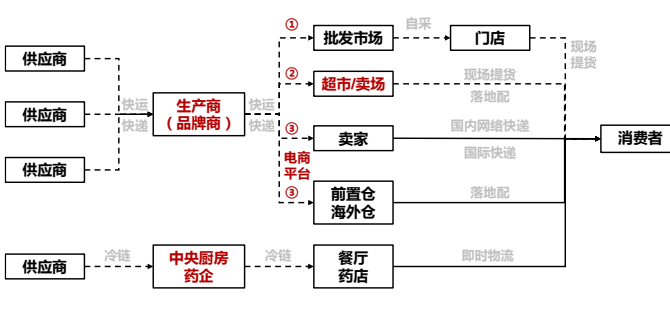 ①
自采
批发市场
门店
现场
提货
供应商
②
超市/卖场
现场提货
落地配
供应商
快运
快递
生产商
（品牌商）
快运
快递
③
卖家
国内网络快递
国际快递
消费者
电商
平台
供应商
③
前置仓
海外仓
落地配
供应商
冷链
中央厨房
药企
冷链
餐厅
药店
即时物流